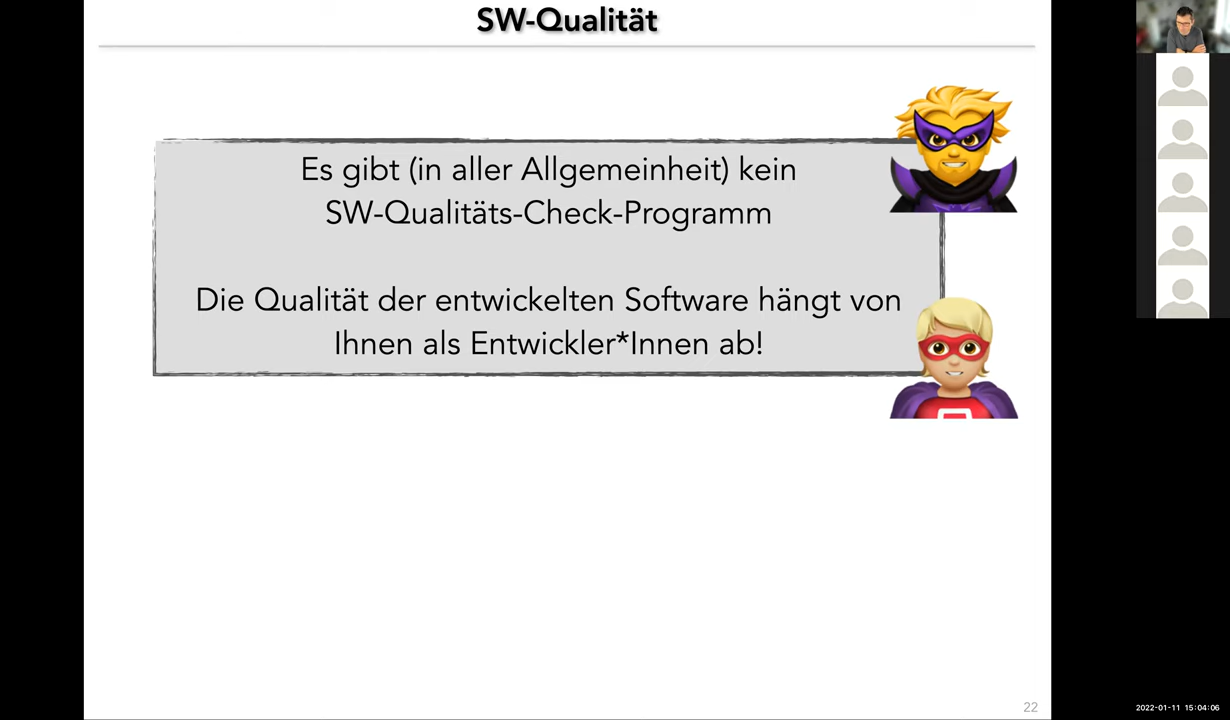 SW-Qualität
Es gibt (in aller Allgemeinheit) kein
SW-Qualitäts-Check-Programm
Die Qualität der entwickelten Software hängt von
Ihnen als Entwickler*Innen ab!
22
2022-01-11 15:04:06